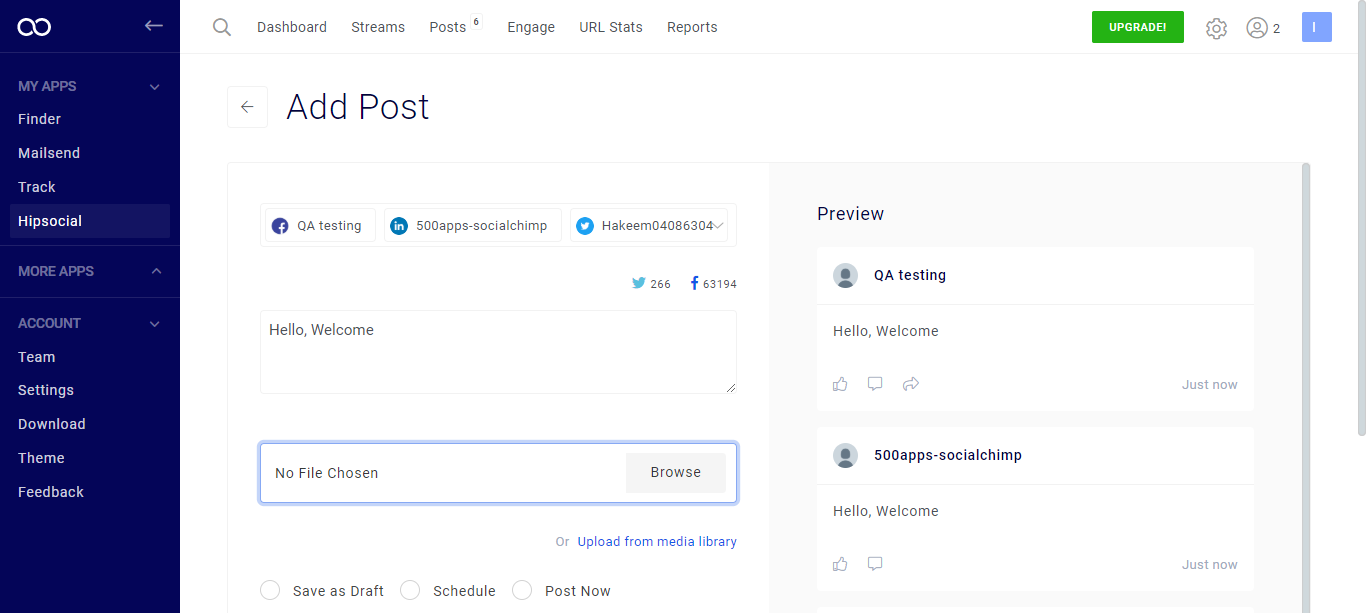 Dashboard Streams Posts 6 Engage URL Stats Reports UPGRADE! 2 I
MY APPS
Finder
Mailsend
Track
Hipsocial
MORE APPS
ACCOUNT
Team
Settings
Download
Theme
Feedback
Add Post
QA testing 500apps-socialchimp Hakeem04086304
266 63194
Hello, Welcome
No File Chosen Browse
Or Upload from media library
Save as Draft Schedule Post Now
Preview
QA testing
Hello, Welcome
Just now
500apps-socialchimp
Hello, Welcome
Just now